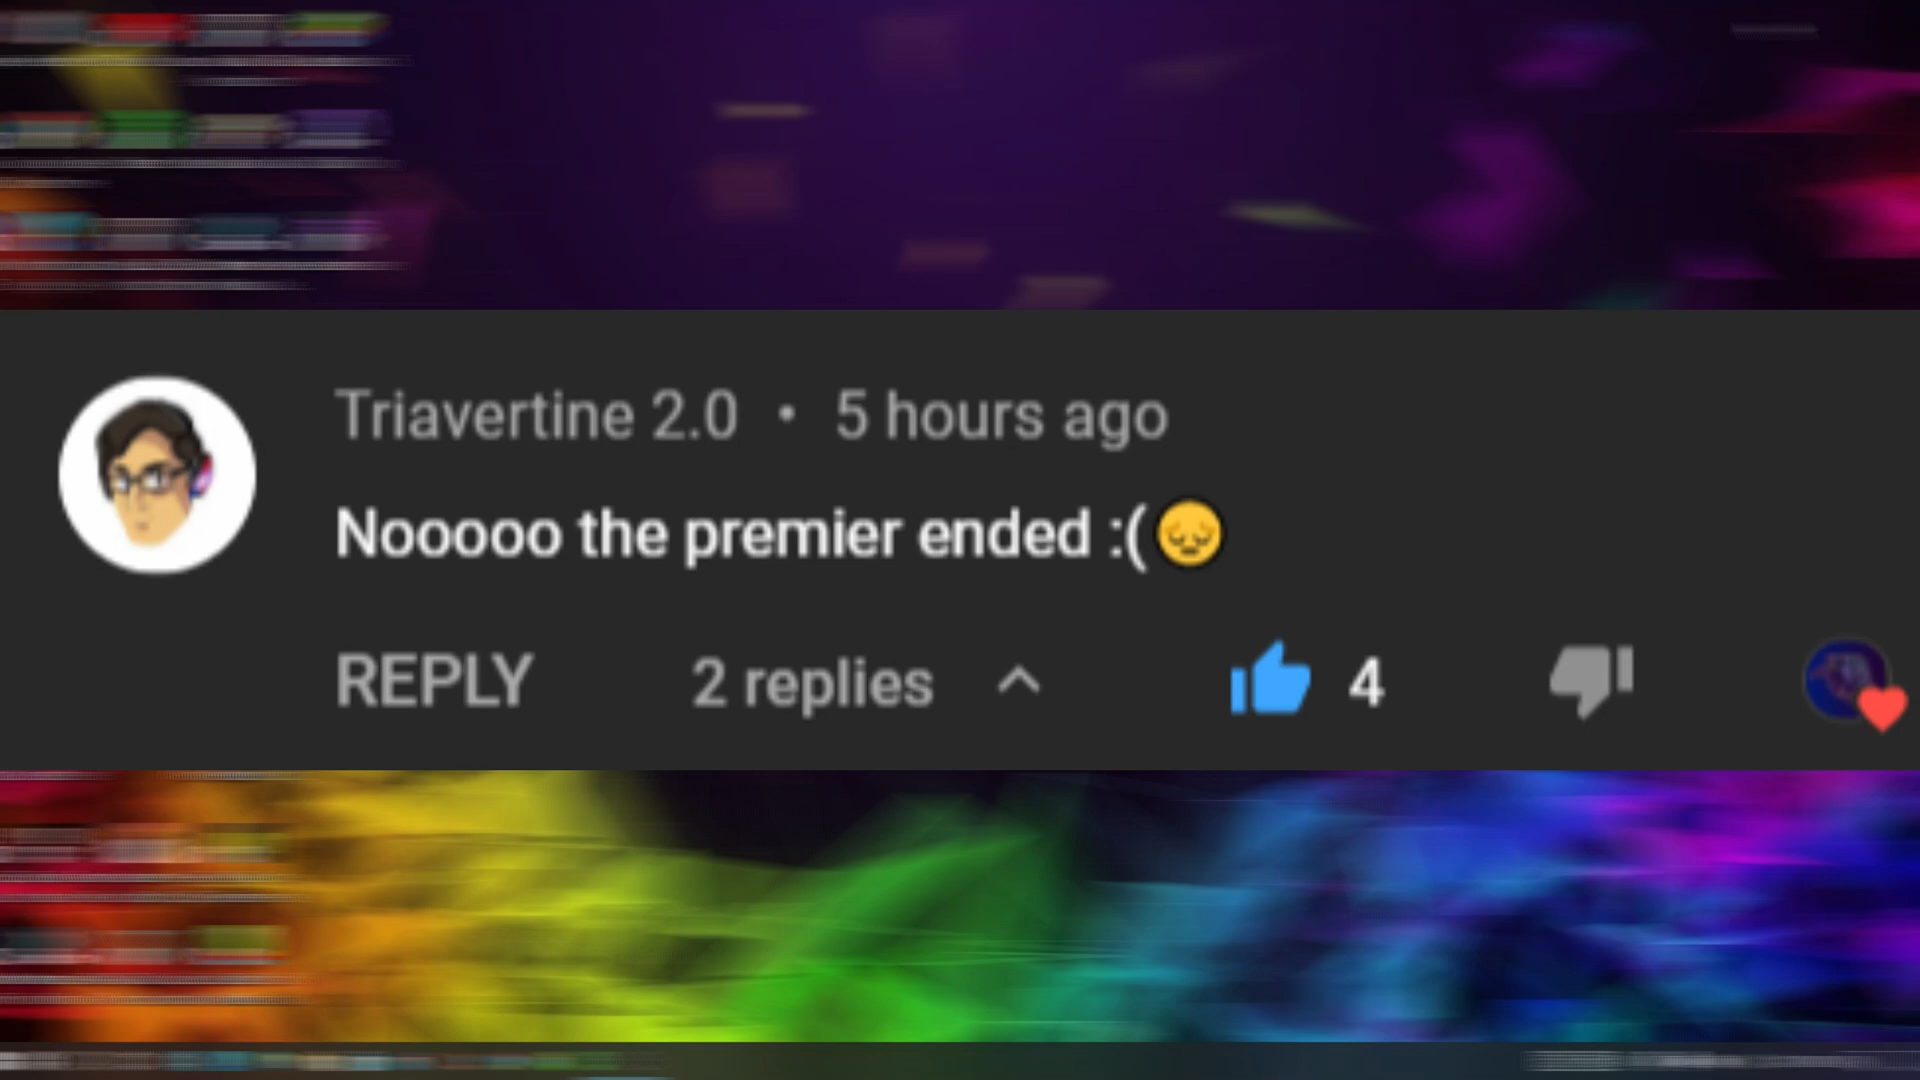 Triavertine 2.0 • 5 hours ago
Nooooo the premier ended :(😔
REPLY 2 replies 4